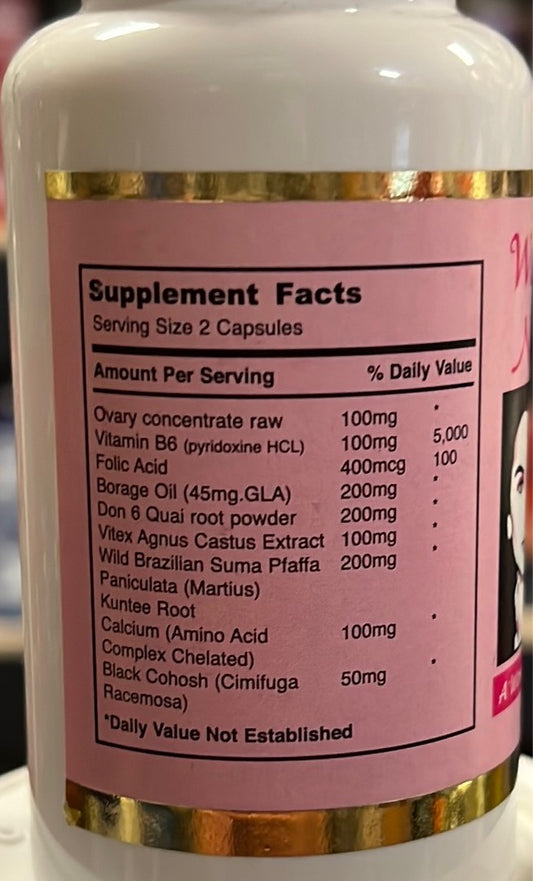 Supplement Facts
Serving Size 2 Capsules
Amount Per Serving % Daily Value
Ovary concentrate raw 100mg *
Vitamin B6 (pyridoxine HCL) 100mg 5,000
Folic Acid 400mcg 100
Borage Oil (45mg.GLA) 200mg *
Don 6 Quai root powder 200mg *
Vitex Agnus Castus Extract 100mg *
Wild Brazilian Suma Pfaffa 200mg *
Paniculata (Martius)
Kuntee Root
Calcium (Amino Acid 100mg *
Complex Chelated)
Black Cohosh (Cimifuga 50mg *
Racemosa)
*Daily Value Not Established